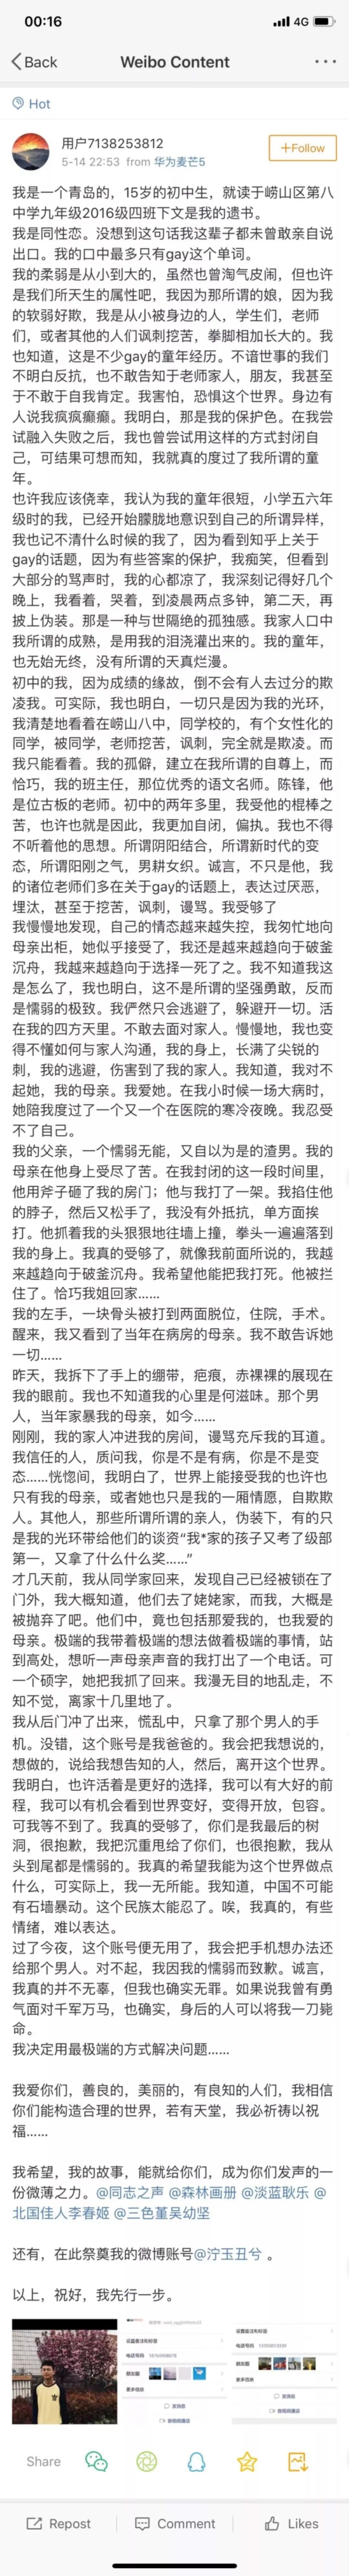 00:16
4G
Back
Weibo Content
Hot
用户7138253812
5-14 22:53 from 华为麦芒5
+Follow
我是一个青岛的，15岁的初中生，就读于崂山区第八
中学九年级2016级四班下文是我的遗书。
我是同性恋。没想到这句话我这辈子都未曾敢亲自说
出口。我的口中最多只有gay这个单词。
我的柔弱是从小到大的，虽然也曾淘气皮闹，但也许
是我们所天生的属性吧，我因为那所谓的娘，因为我
的软弱好欺，我是从小被身边的人，学生们，老师
们，或者其他的人们讽刺挖苦，拳脚相加长大的。我
也知道，这是不少gay的童年经历。不谙世事的我们
不明白反抗，也不敢告知于老师家人，朋友，我甚至
于不敢于自我肯定。我害怕，恐惧这个世界。身边有
人说我疯疯癫癫。我明白，那是我的保护色。在我尝
试融入失败之后，我也曾尝试用这样的方式封闭自
己，可结果可想而知，我就真的度过了我所谓的童
年。
也许我应该侥幸，我认为我的童年很短，小学五六年
级时的我，已经开始朦胧地意识到自己的所谓异样，
我也记不清什么时候的我了，因为看到知乎上关于
gay的话题，因为有些答案的保护，我痴笑，但看到
大部分的骂声时，我的心都凉了，我深刻记得好几个
晚上，我看着，哭着，到凌晨两点多钟，第二天，再
披上伪装。那是一种与世隔绝的孤独感。我家人口中
我所谓的成熟，是用我的泪浇灌出来的。我的童年，
也无始无终，没有所谓的天真烂漫。
初中的我，因为成绩的缘故，倒不会有人去过分的欺
凌我。可实际，我也明白，一切只是因为我的光环，
我清楚地看着在崂山八中，同学校的，有个女性化的
同学，被同学，老师挖苦，讽刺，完全就是欺凌。而
我只能看着。我的孤僻，建立在我所谓的自尊上，而
恰巧，我的班主任，那位优秀的语文名师。陈锋，他
是位古板的老师。初中的两年多里，我受他的棍棒之
苦，也许也就是因此，我更加自闭，偏执。我也不得
不听着他的思想。所谓阴阳结合，所谓新时代的变
态，所谓阳刚之气，男耕女织。诚言，不只是他，我
的诸位老师们多在关于gay的话题上，表达过厌恶，
埋汰，甚至于挖苦，讽刺，谩骂。我受够了
我慢慢地发现，自己的情态越来越失控，我匆忙地向
母亲出柜，她似乎接受了，我还是越来越趋向于破釜
沉舟，我越来越趋向于选择一死了之。我不知道我这
是怎么了，我也明白，这不是所谓的坚强勇敢，反而
是懦弱的极致。我俨然只会逃避了，躲避开一切。活
在我的四方天里。不敢去面对家人。慢慢地，我也变
得不懂如何与家人沟通，我的身上，长满了尖锐的
刺，我的逃避，伤害到了我的家人。我知道，我对不
起她，我的母亲。我爱她。在我小时候一场大病时，
她陪我度过了一个又一个在医院的寒冷夜晚。我忍受
不了自己。
我的父亲，一个懦弱无能，又自以为是的渣男。我的
母亲在他身上受尽了苦。在我封闭的这一段时间里，
他用斧子砸了我的房门；他与我打了一架。我掐住他
的脖子，然后又松手了，我没有外抵抗，单方面挨
打。他抓着我的头狠狠地往墙上撞，拳头一遍遍落到
我的身上。我真的受够了，就像我前面所说的，我越
来越趋向于破釜沉舟。我希望他能把我打死。他被拦
住了。恰巧我姐回家……
我的左手，一块骨头被打到两面脱位，住院，手术。
醒来，我又看到了当年在病房的母亲。我不敢告诉她
一切……
昨天，我拆下了手上的绷带，疤痕，赤裸裸的展现在
我的眼前。我也不知道我的心里是何滋味。那个男
人，当年家暴我的母亲，如今……
刚刚，我的家人冲进我的房间，谩骂充斥我的耳道。
我信任的人，质问我，你是不是有病，你是不是变
态……恍惚间，我明白了，世界上能接受我的也许也
只有我的母亲，或者她也只是我的一厢情愿，自欺欺
人。其他人，那些所谓所谓的亲人，伪装下，有的只
是我的光环带给他们的谈资“我*家的孩子又考了级部
第一，又拿了什么什么奖……”
才几天前，我从同学家回来，发现自己已经被锁在了
门外，我大概知道，他们去了姥姥家，而我，大概是
被抛弃了吧。他们中，竟也包括那爱我的，也我爱的
母亲。极端的我带着极端的想法做着极端的事情，站
到高处，想听一声母亲声音的我打出了一个电话。可
一个硕字，她把我抓了回来。我漫无目的地乱走，不
知不觉，离家十几里地了。
我从后门冲了出来，慌乱中，只拿了那个男人的手
机。没错，这个账号是我爸爸的。我会把我想说的，
想做的，说给我想告知的人，然后，离开这个世界。
我明白，也许活着是更好的选择，我可以有大好的前
程，我可以有机会看到世界变好，变得开放，包容。
可我等不到了。我真的受够了，你们是我最后的树
洞，很抱歉，我把沉重甩给了你们，也很抱歉，我从
头到尾都是懦弱的。我真的希望我能为这个世界做点
什么，可实际上，我一无所能。我知道，中国不可能
有石墙暴动。这个民族太能忍了。唉，我真的，有些
情绪，难以表达。
过了今夜，这个账号便无用了，我会把手机想办法还
给那个男人。对不起，我因我的懦弱而致歉。诚言，
我真的并不无辜，但我也确实无罪。如果说我曾有勇
气面对千军万马，也确实，身后的人可以将我一刀毙
命。
我决定用最极端的方式解决问题……
我爱你们，善良的，美丽的，有良知的人们，我相信
你们能构造合理的世界，若有天堂，我必祈祷以祝
福……
我希望，我的故事，能就给你们，成为你们发声的一
份微薄之力。@同志之声 @森林画册 @淡蓝耿乐 @
北国佳人李春姬 @三色堇吴幼坚
还有，在此祭奠我的微博账号@泞玉丑兮 。
以上，祝好，我先行一步。
Share
Repost
Comment
Likes